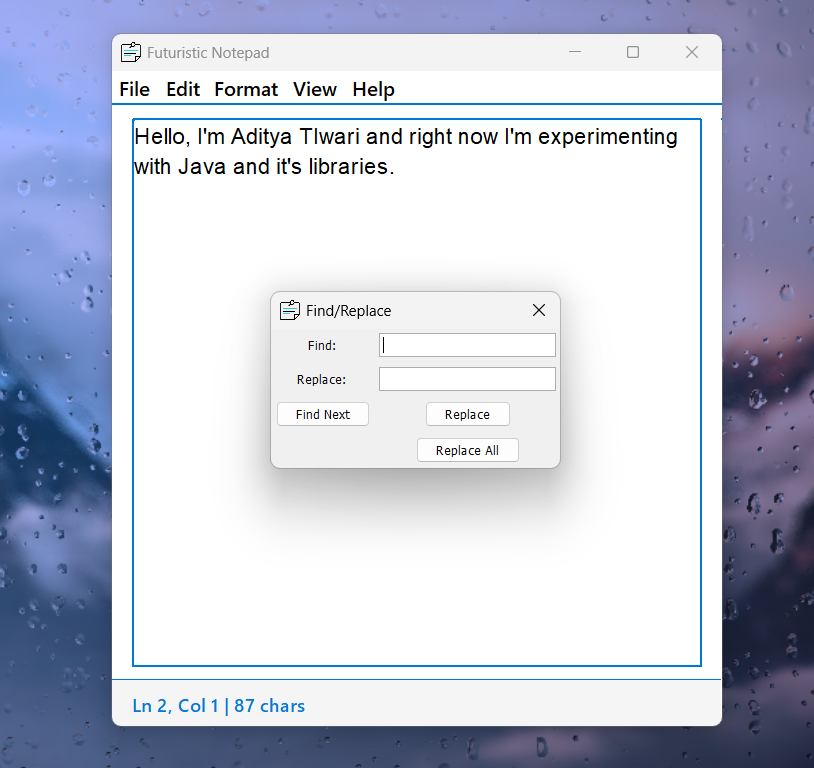 Futuristic Notepad
File Edit Format View Help
Hello, I'm Aditya TIwari and right now I'm experimenting
with Java and it's libraries.
Find/Replace
Find:
Replace:
Find Next Replace
Replace All
Ln 2, Col 1 | 87 chars